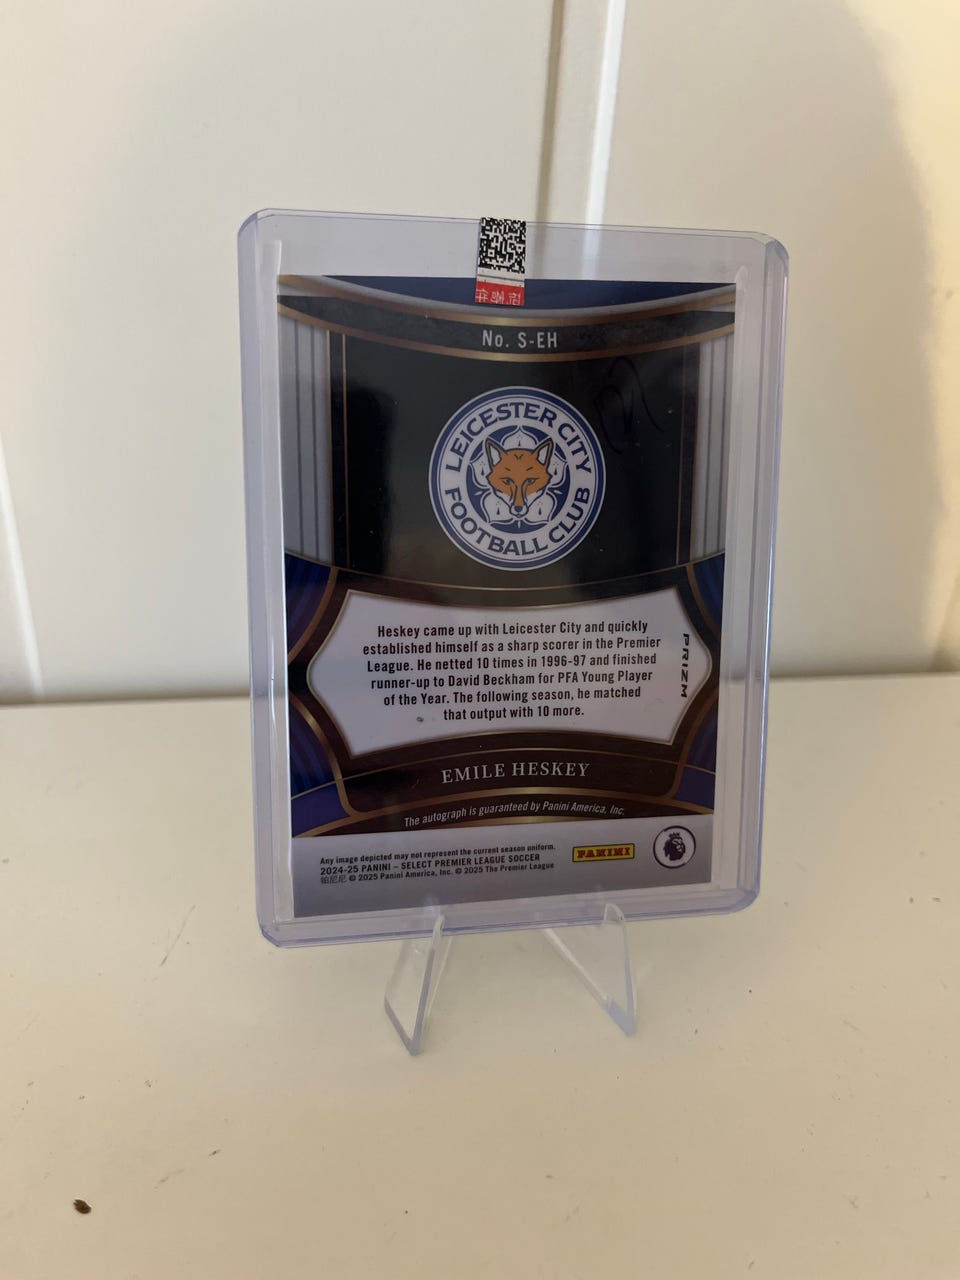 No. S-EH
LEICESTER CITY
FOOTBALL CLUB
Heskey came up with Leicester City and quickly
established himself as a sharp scorer in the Premier
League. He netted 10 times in 1996-97 and finished
runner-up to David Beckham for PFA Young Player
of the Year. The following season, he matched
that output with 10 more.
PRIZM
EMILE HESKEY
The autograph is guaranteed by Panini America, Inc.
Any image depicted may not represent the current season uniform.
2024-25 PANINI – SELECT PREMIER LEAGUE SOCCER
帕尼尼 © 2025 Panini America, Inc. © 2025 The Premier League
PANINI